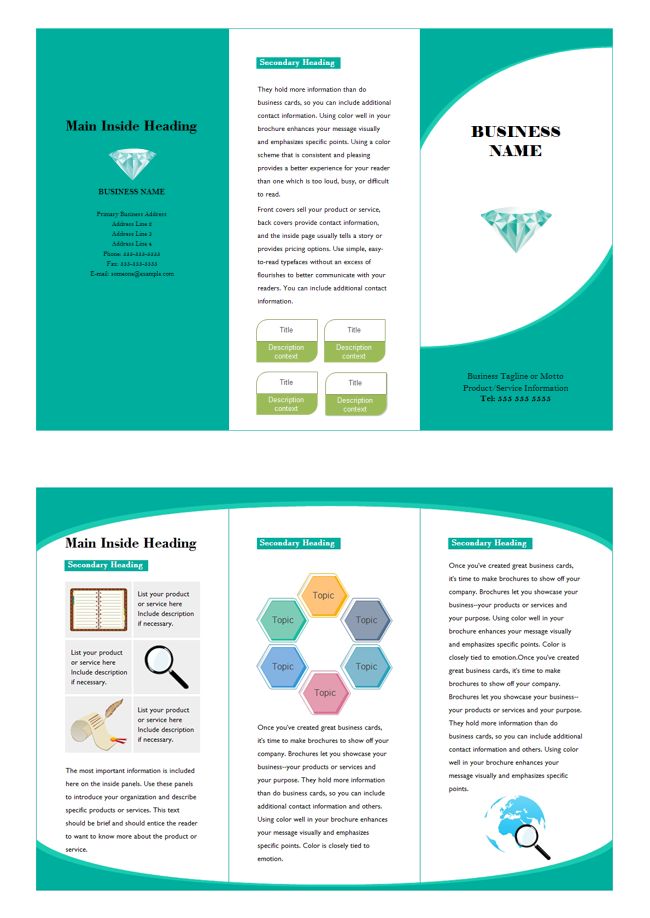 Main Inside Heading
BUSINESS NAME
Primary Business Address
Address Line 2
Address Line 3
Address Line 4
Phone: 555-555-5555
Fax: 555-555-5555
E-mail: someone@example.com
Secondary Heading
They hold more information than do
business cards, so you can include additional
contact information. Using color well in your
brochure enhances your message visually
and emphasizes specific points. Using a color
scheme that is consistent and pleasing
provides a better experience for your reader
than one which is too loud, busy, or difficult
to read.
Front covers sell your product or service,
back covers provide contact information,
and the inside page usually tells a story or
provides pricing options. Use simple, easy-
to-read typefaces without an excess of
flourishes to better communicate with your
readers. You can include additional contact
information.
Title
Description
context
Title
Description
context
Title
Description
context
Title
Description
context
BUSINESS
NAME
Business Tagline or Motto
Product/Service Information
Tel: 555 555 5555
Main Inside Heading
Secondary Heading
List your product
or service here
Include description
if necessary.
List your product
or service here
Include description
if necessary.
List your product
or service here
Include description
if necessary.
The most important information is included
here on the inside panels. Use these panels
to introduce your organization and describe
specific products or services. This text
should be brief and should entice the reader
to want to know more about the product or
service.
Secondary Heading
Topic
Topic
Topic
Topic
Topic
Topic
Once you've created great business cards,
it's time to make brochures to show off your
company. Brochures let you showcase your
business--your products or services and
your purpose. They hold more information
than do business cards, so you can include
additional contact information and others.
Using color well in your brochure enhances
your message visually and emphasizes
specific points. Color is closely tied to
emotion.
Secondary Heading
Once you've created great business cards,
it's time to make brochures to show off your
company. Brochures let you showcase your
business--your products or services and
your purpose. Using color well in your
brochure enhances your message visually
and emphasizes specific points. Color is
closely tied to emotion.Once you've created
great business cards, it's time to make
brochures to show off your company.
Brochures let you showcase your business--
your products or services and your purpose.
They hold more information than do
business cards, so you can include additional
contact information and others. Using color
well in your brochure enhances your
message visually and emphasizes specific
points.